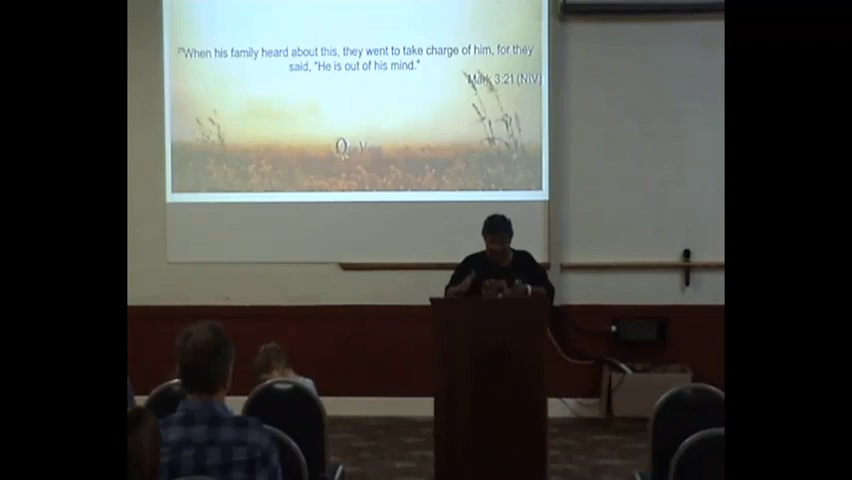 ²¹When his family heard about this, they went to take charge of him, for they
said, "He is out of his mind."
Mark 3:21 (NIV)